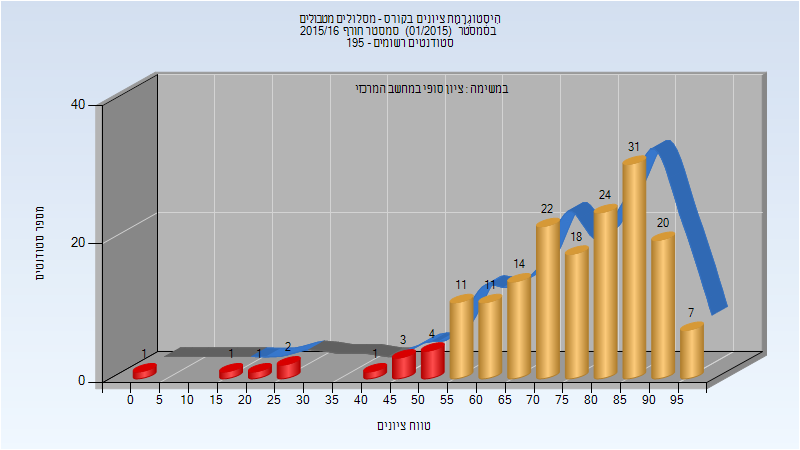 היסטוגרמת ציונים בקורס - מסלולים מטבולים
בסמסטר (01/2015) סמסטר חורף 2015/16
סטודנטים רשומים - 195
במשימה : ציון סופי במחשב המרכזי
מספר סטודנטים
40
20
0
1
1
1
2
1
3
4
11
11
14
22
18
24
31
20
7
0 5 10 15 20 25 30 35 40 45 50 55 60 65 70 75 80 85 90 95
טווח ציונים